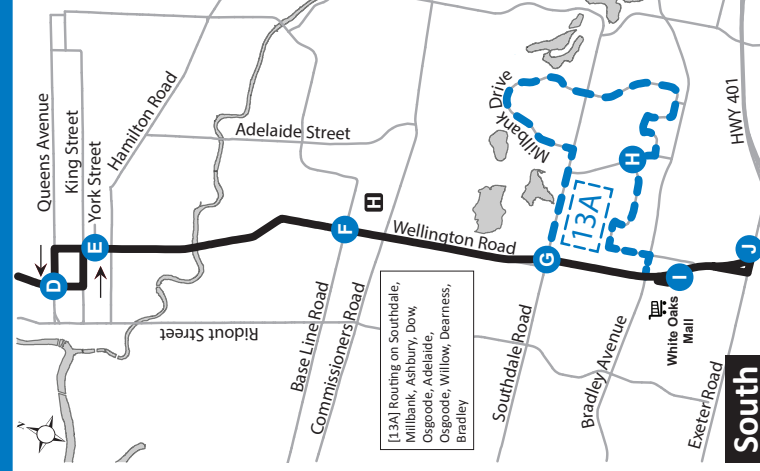 Queens Avenue
King Street
York Street
Hamilton Road
Adelaide Street
Millbank Drive
HWY 401
D
E
F
H
Wellington Road
G
13A
H
I
J
N
Ridout Street
Base Line Road
Commissioners Road
[13A] Routing on Southdale,
Millbank, Ashbury, Dow,
Osgoode, Adelaide,
Osgoode, Willow, Dearness,
Bradley
Southdale Road
Bradley Avenue
White Oaks
Mall
Exeter Road
South